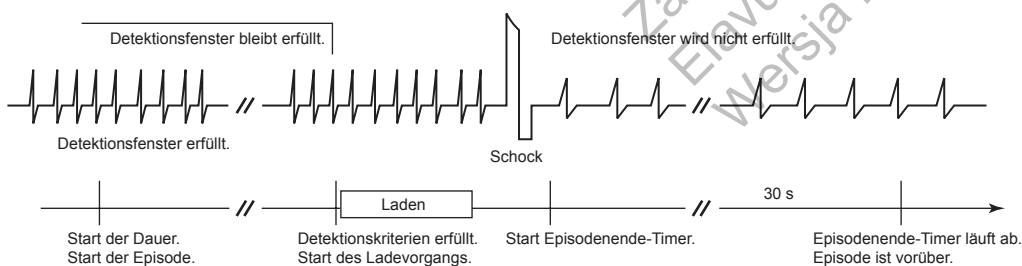 Detektionsfenster bleibt erfüllt.
Detektionsfenster wird nicht erfüllt.
Detektionsfenster erfüllt.
Schock
Laden
30 s
Start der Dauer.
Start der Episode.
Detektionskriterien erfüllt.
Start des Ladevorgangs.
Start Episodenende-Timer.
Episodenende-Timer läuft ab.
Episode ist vorüber.
Wersja